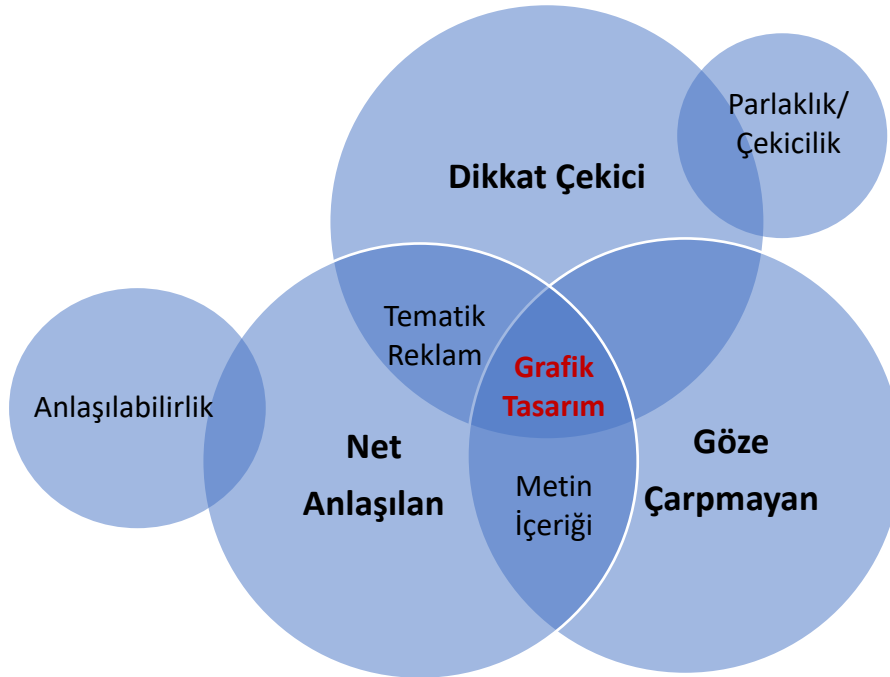 Parlaklık/
Çekicilik
Dikkat Çekici
Tematik
Reklam
Grafik
Tasarım
Anlaşılabilirlik
Net
Anlaşılan
Göze
Çarpmayan
Metin
İçeriği